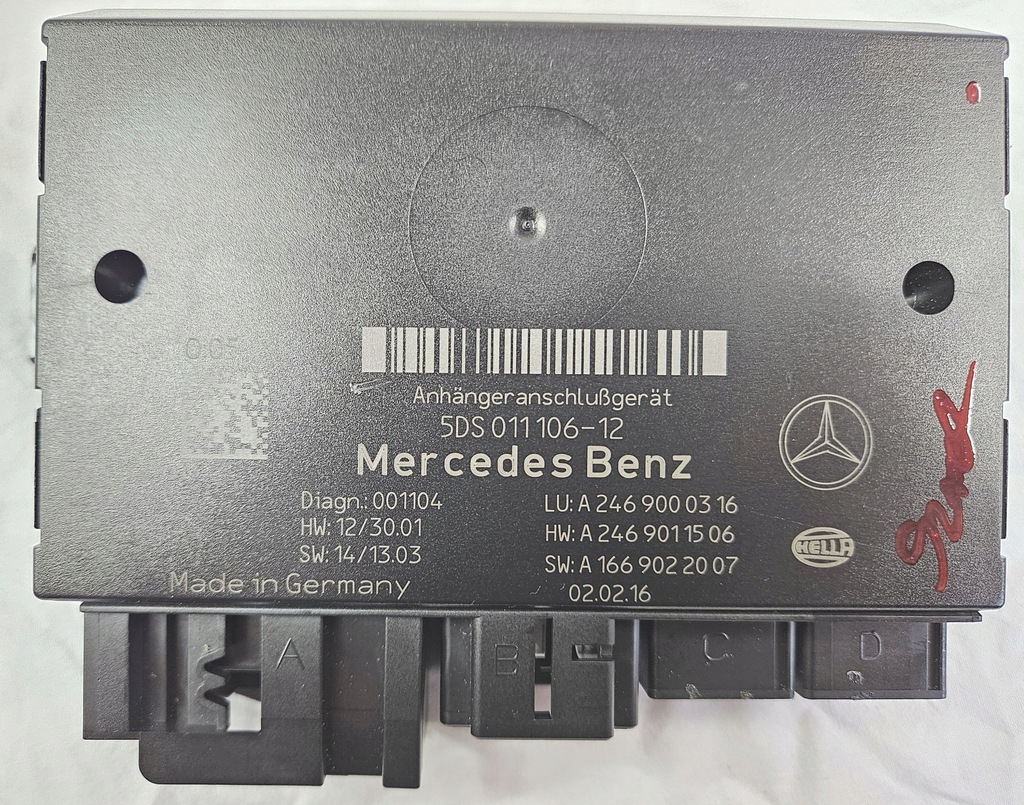 Anhängeranschlußgerät
5DS 011 106-12
Mercedes Benz
Diagn.: 001104
HW: 12/30.01
SW: 14/13.03
LU: A 246 900 03 16
HW: A 246 901 15 06
SW: A 166 902 20 07
02.02.16
Made in Germany
HELLA
A
B
C
D